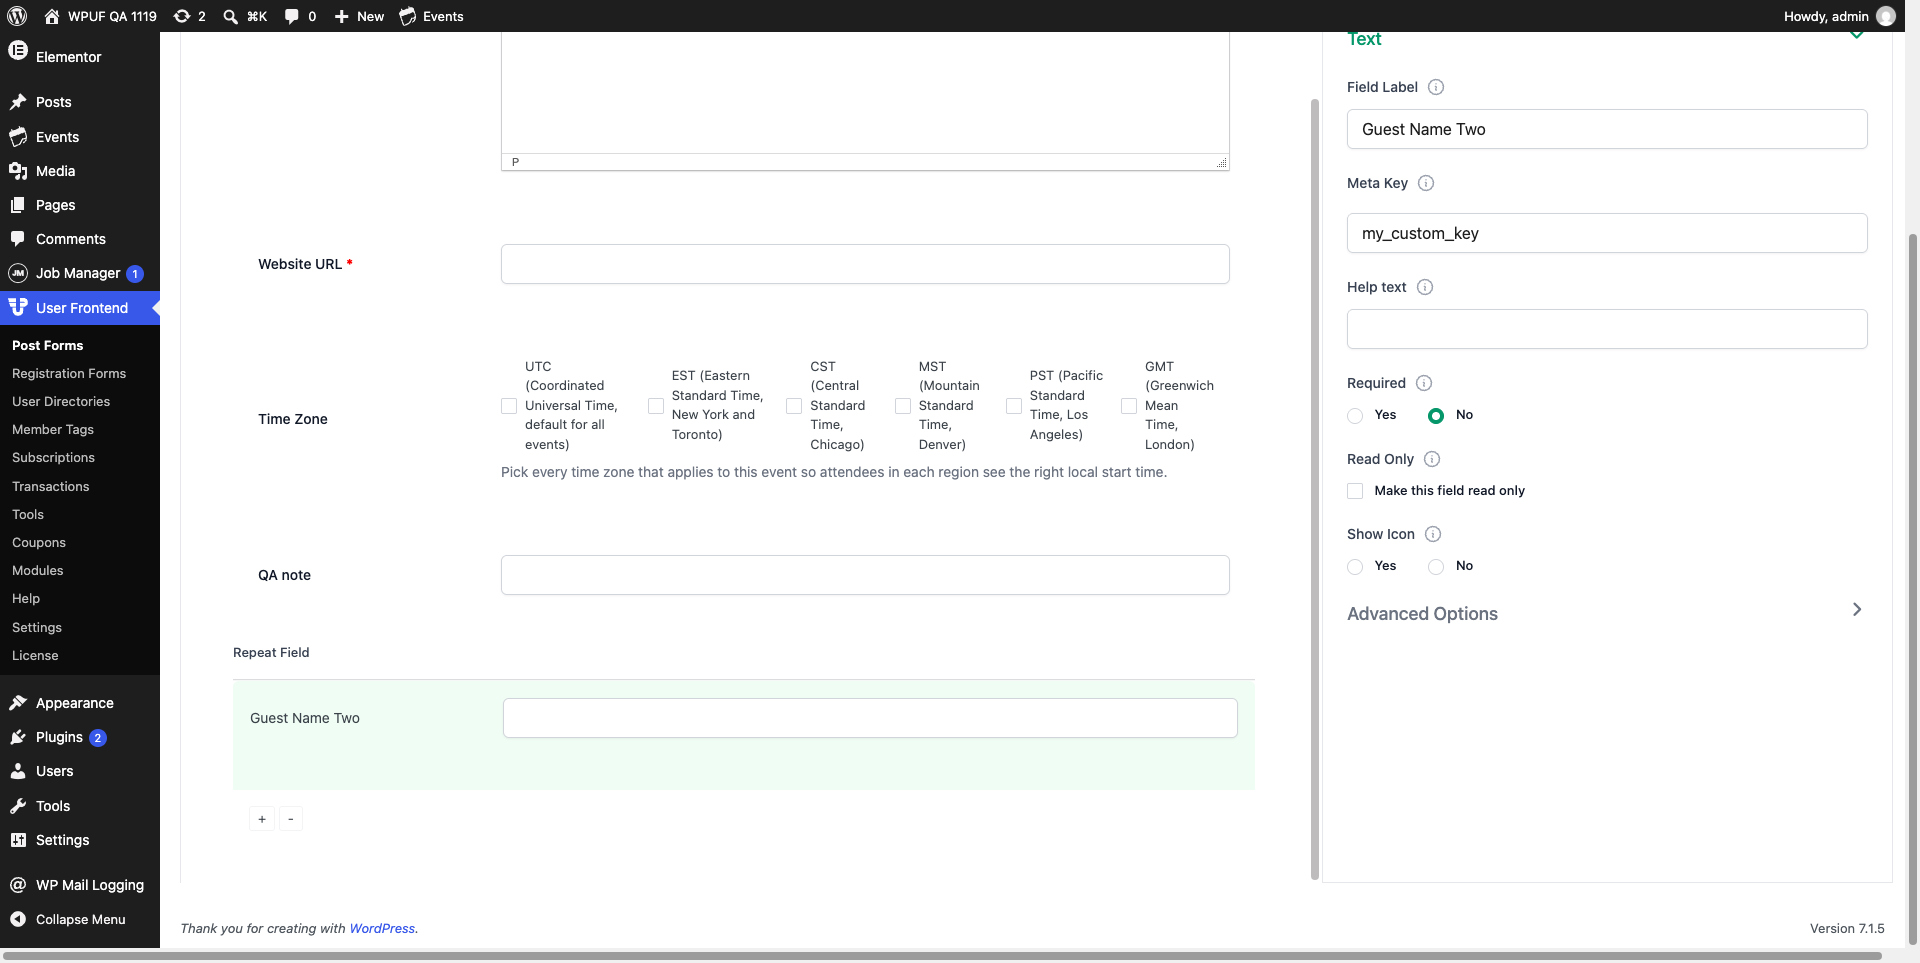 WPUF QA 1119
2
⌘K
0
New
Events
Howdy, admin
Elementor
Posts
Events
Media
Pages
Comments
Job Manager 1
User Frontend
Post Forms
Registration Forms
User Directories
Member Tags
Subscriptions
Transactions
Tools
Coupons
Modules
Help
Settings
License
Appearance
Plugins 2
Users
Tools
Settings
WP Mail Logging
Collapse Menu
P
Website URL *
Time Zone
UTC
(Coordinated
Universal Time,
default for all
events)
EST (Eastern
Standard Time,
New York and
Toronto)
CST
(Central
Standard
Time,
Chicago)
MST
(Mountain
Standard
Time,
Denver)
PST (Pacific
Standard
Time, Los
Angeles)
GMT
(Greenwich
Mean
Time,
London)
Pick every time zone that applies to this event so attendees in each region see the right local start time.
QA note
Repeat Field
Guest Name Two
+
-
Text
Field Label
Guest Name Two
Meta Key
my_custom_key
Help text
Required
Yes
No
Read Only
Make this field read only
Show Icon
Yes
No
Advanced Options
Thank you for creating with WordPress.
Version 7.1.5